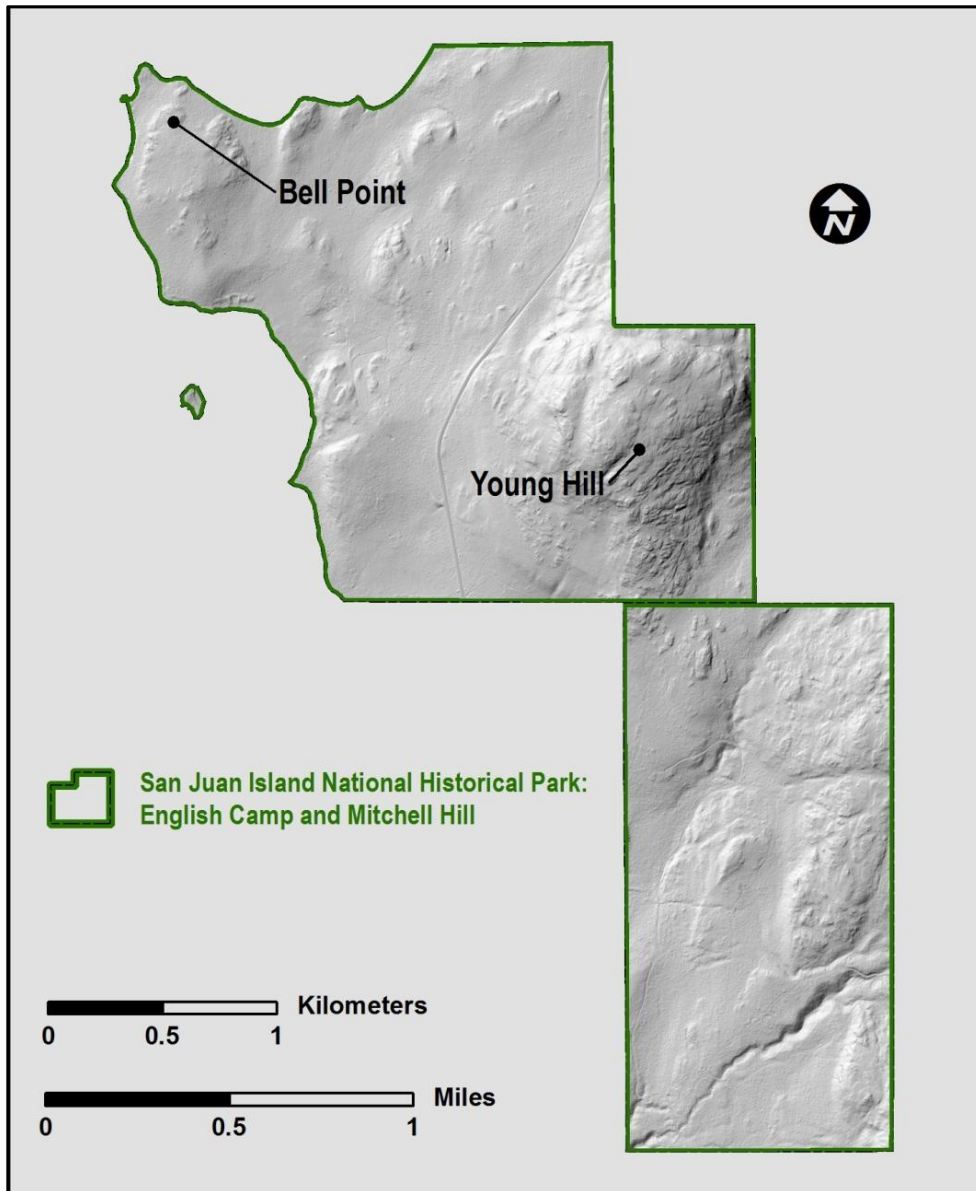 Bell Point
N
Young Hill
San Juan Island National Historical Park:
English Camp and Mitchell Hill
Kilometers
0 0.5 1
Miles
0 0.5 1